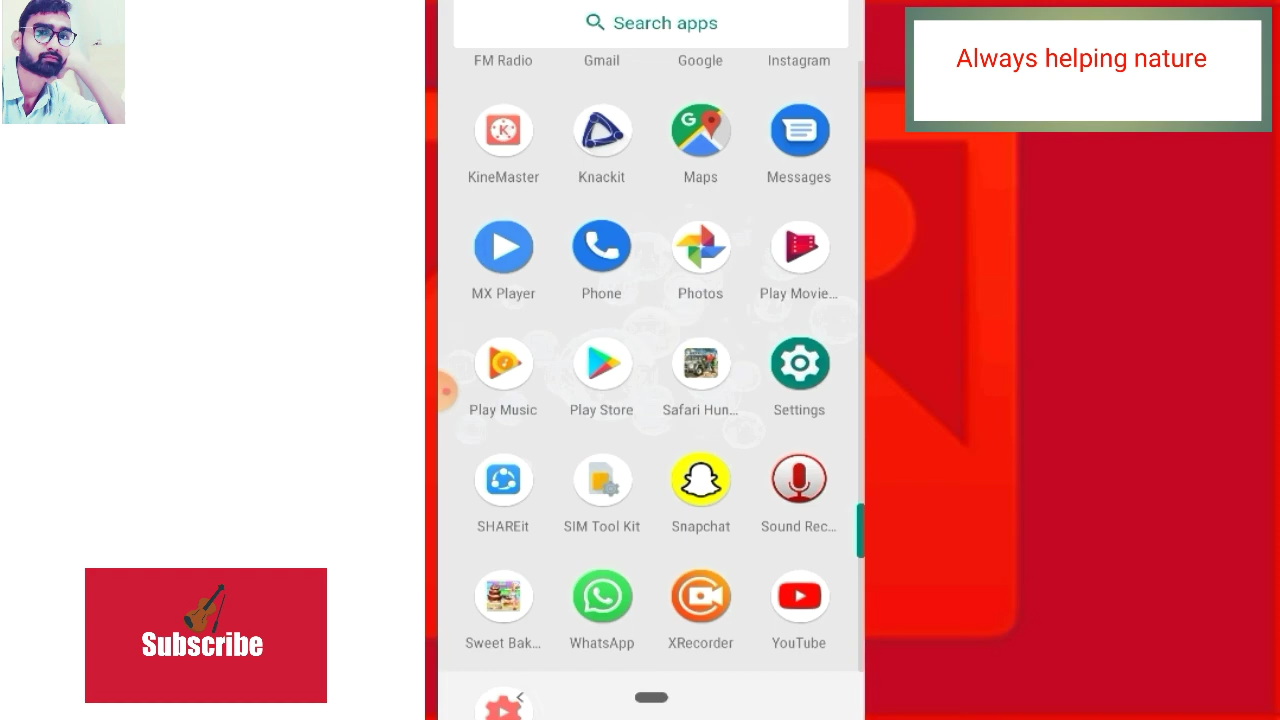 Search apps
Always helping nature
FM Radio Gmail Google Instagram
KineMaster Knackit Maps Messages
MX Player Phone Photos Play Movie...
Play Music Play Store Safari Hun... Settings
SHAREit SIM Tool Kit Snapchat Sound Rec...
Sweet Bak... WhatsApp XRecorder YouTube
Subscribe